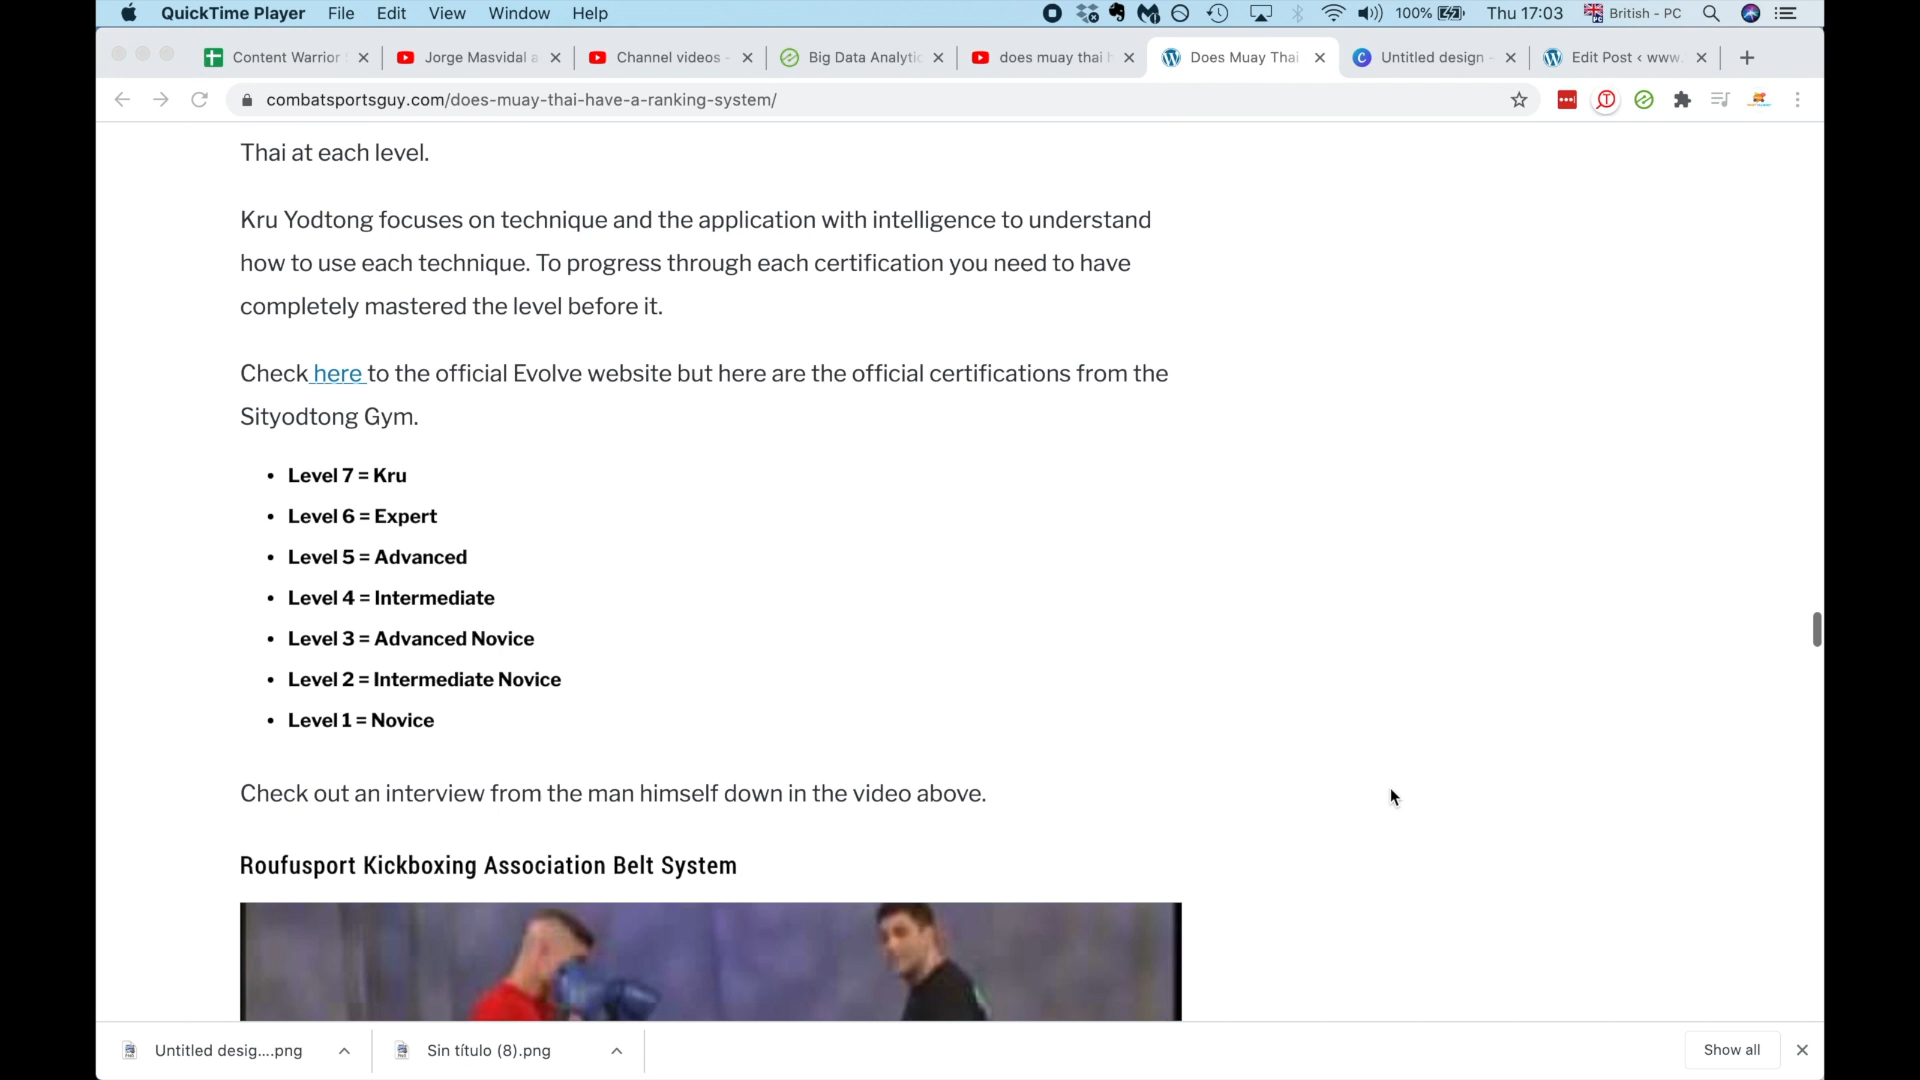 QuickTime Player File Edit View Window Help 100% Thu 17:03 British - PC
Content Warrior Jorge Masvidal a Channel videos - Big Data Analytic does muay thai h Does Muay Thai Untitled design - Edit Post ‹ www.
combatsportsguy.com/does-muay-thai-have-a-ranking-system/
Thai at each level.
Kru Yodtong focuses on technique and the application with intelligence to understand
how to use each technique. To progress through each certification you need to have
completely mastered the level before it.
Check here to the official Evolve website but here are the official certifications from the
Sityodtong Gym.
• Level 7 = Kru
• Level 6 = Expert
• Level 5 = Advanced
• Level 4 = Intermediate
• Level 3 = Advanced Novice
• Level 2 = Intermediate Novice
• Level 1 = Novice
Check out an interview from the man himself down in the video above.
Roufusport Kickboxing Association Belt System
Untitled desig....png Sin título (8).png Show all